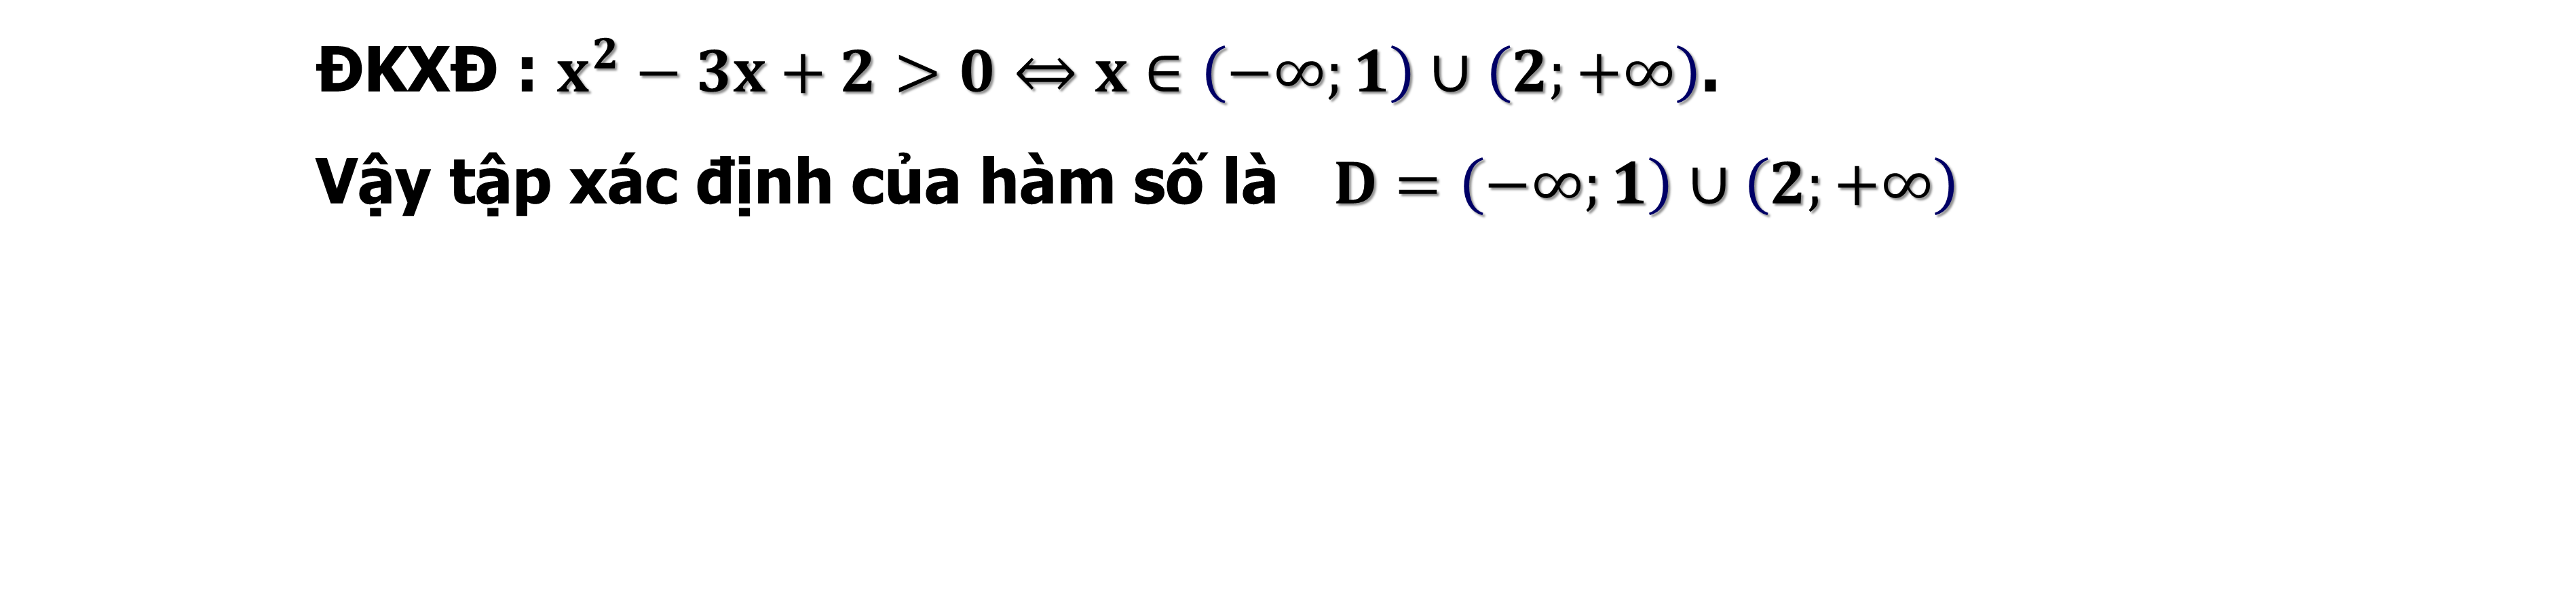 ĐKXĐ : x² − 3x + 2 > 0 ⇔ x ∈ (−∞; 1) ∪ (2; +∞).
Vậy tập xác định của hàm số là D = (−∞; 1) ∪ (2; +∞)